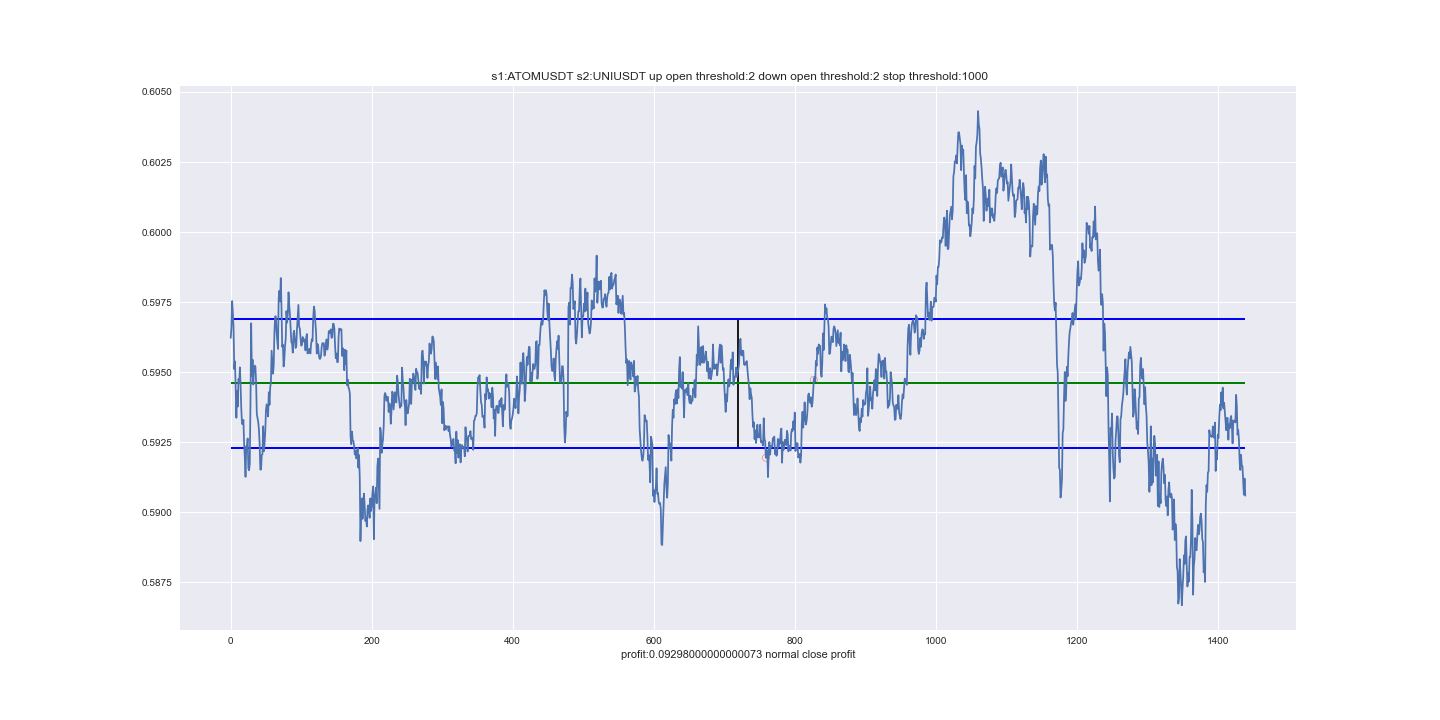 s1:ATOMUSDT s2:UNIUSDT up open threshold:2 down open threshold:2 stop threshold:1000
0.6050
0.6025
0.6000
0.5975
0.5950
0.5925
0.5900
0.5875
0 200 400 600 800 1000 1200 1400
profit:0.09298000000000073 normal close profit